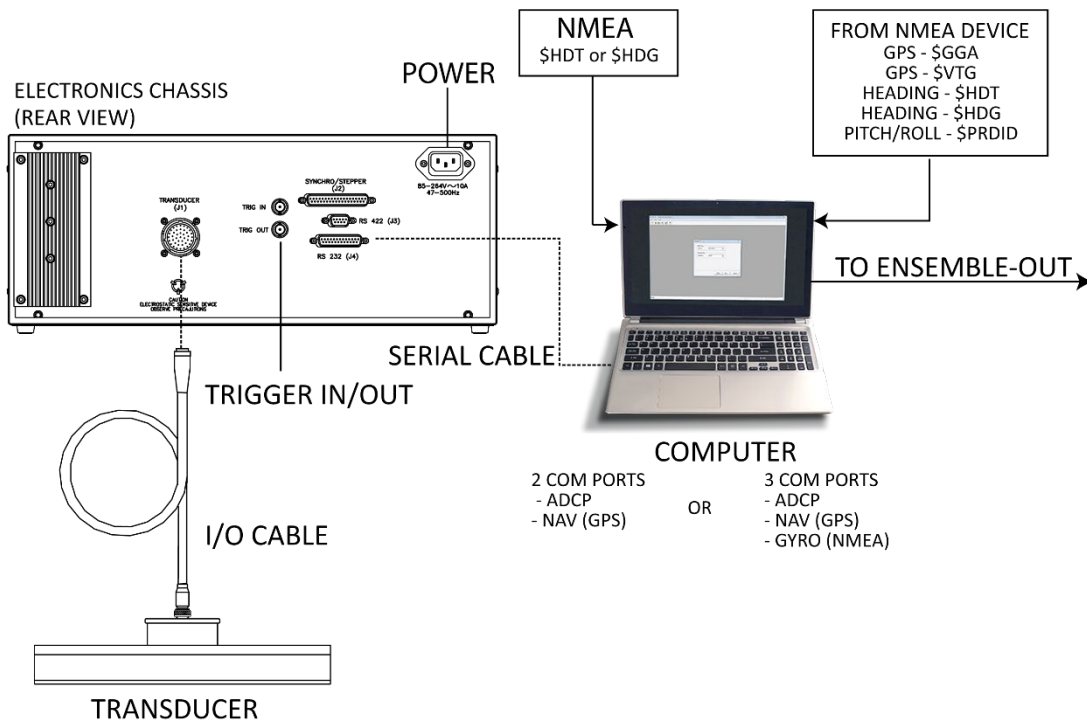 NMEA
$HDT or $HDG
FROM NMEA DEVICE
GPS - $GGA
GPS - $VTG
HEADING - $HDT
HEADING - $HDG
PITCH/ROLL - $PRDID
ELECTRONICS CHASSIS
(REAR VIEW)
POWER
85-264V~10A
47-500Hz
SYNCHRO/STEPPER
(J2)
TRANSDUCER
(J1)
TRIG IN
RS 422 (J3)
TRIG OUT
RS 232 (J4)
CAUTION
ELECTROSTATIC SENSITIVE DEVICE
OBSERVE PRECAUTIONS
TO ENSEMBLE-OUT
SERIAL CABLE
TRIGGER IN/OUT
COMPUTER
2 COM PORTS
- ADCP
- NAV (GPS)
OR
3 COM PORTS
- ADCP
- NAV (GPS)
- GYRO (NMEA)
I/O CABLE
TRANSDUCER